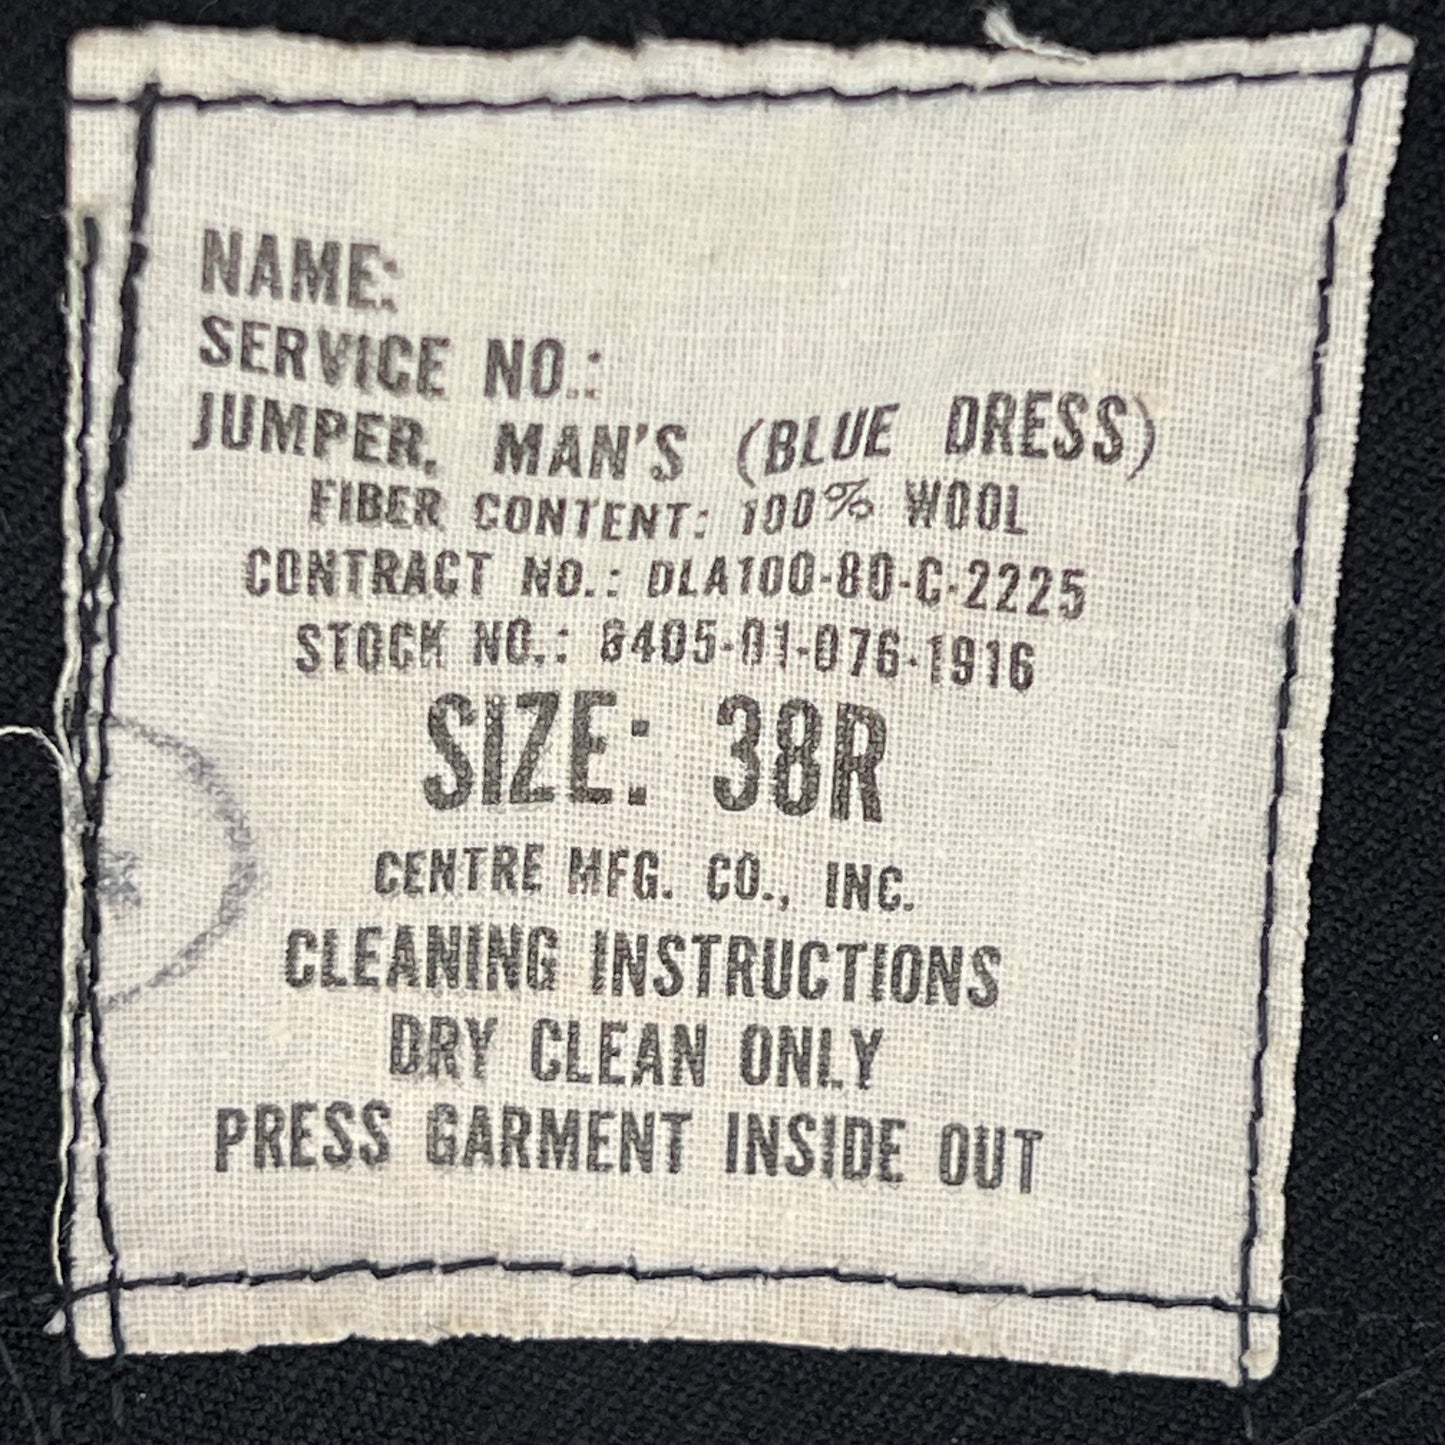 NAME:
SERVICE NO.:
JUMPER, MAN'S (BLUE DRESS)
FIBER CONTENT: 100% WOOL
CONTRACT NO.: DLA100-80-C-2225
STOCK NO.: 8405-01-076-1916
SIZE: 38R
CENTRE MFG. CO., INC.
CLEANING INSTRUCTIONS
DRY CLEAN ONLY
PRESS GARMENT INSIDE OUT